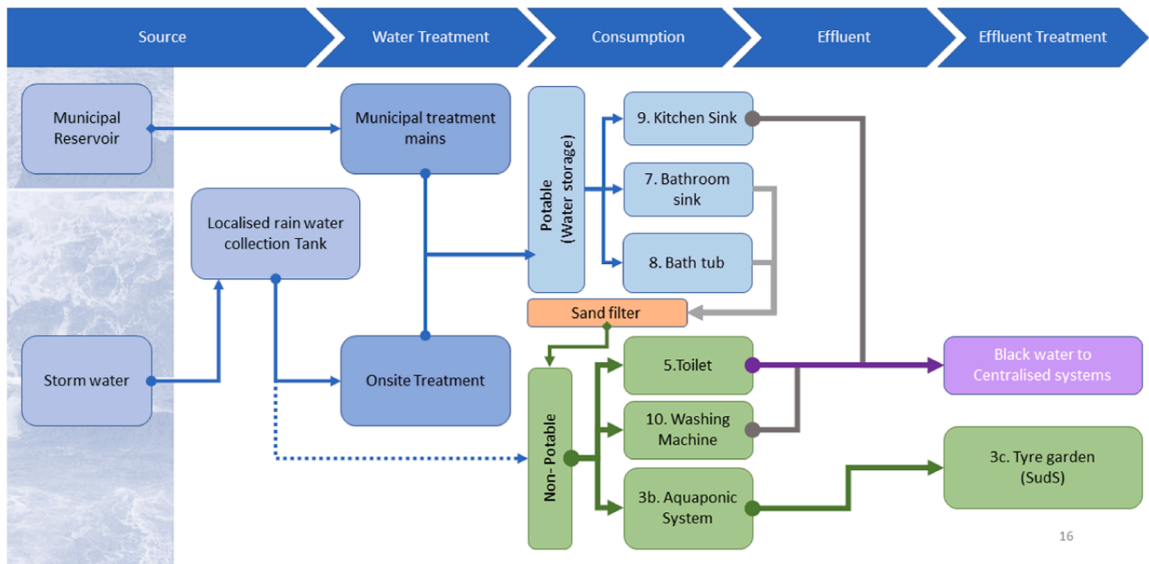 Source
Water Treatment
Consumption
Effluent
Effluent Treatment
Municipal
Reservoir
Municipal treatment
mains
Potable
(Water storage)
9. Kitchen Sink
7. Bathroom
sink
8. Bath tub
Localised rain water
collection Tank
Sand filter
Storm water
Onsite Treatment
Non- Potable
5.Toilet
10. Washing
Machine
3b. Aquaponic
System
Black water to
Centralised systems
3c. Tyre garden
(SudS)
16